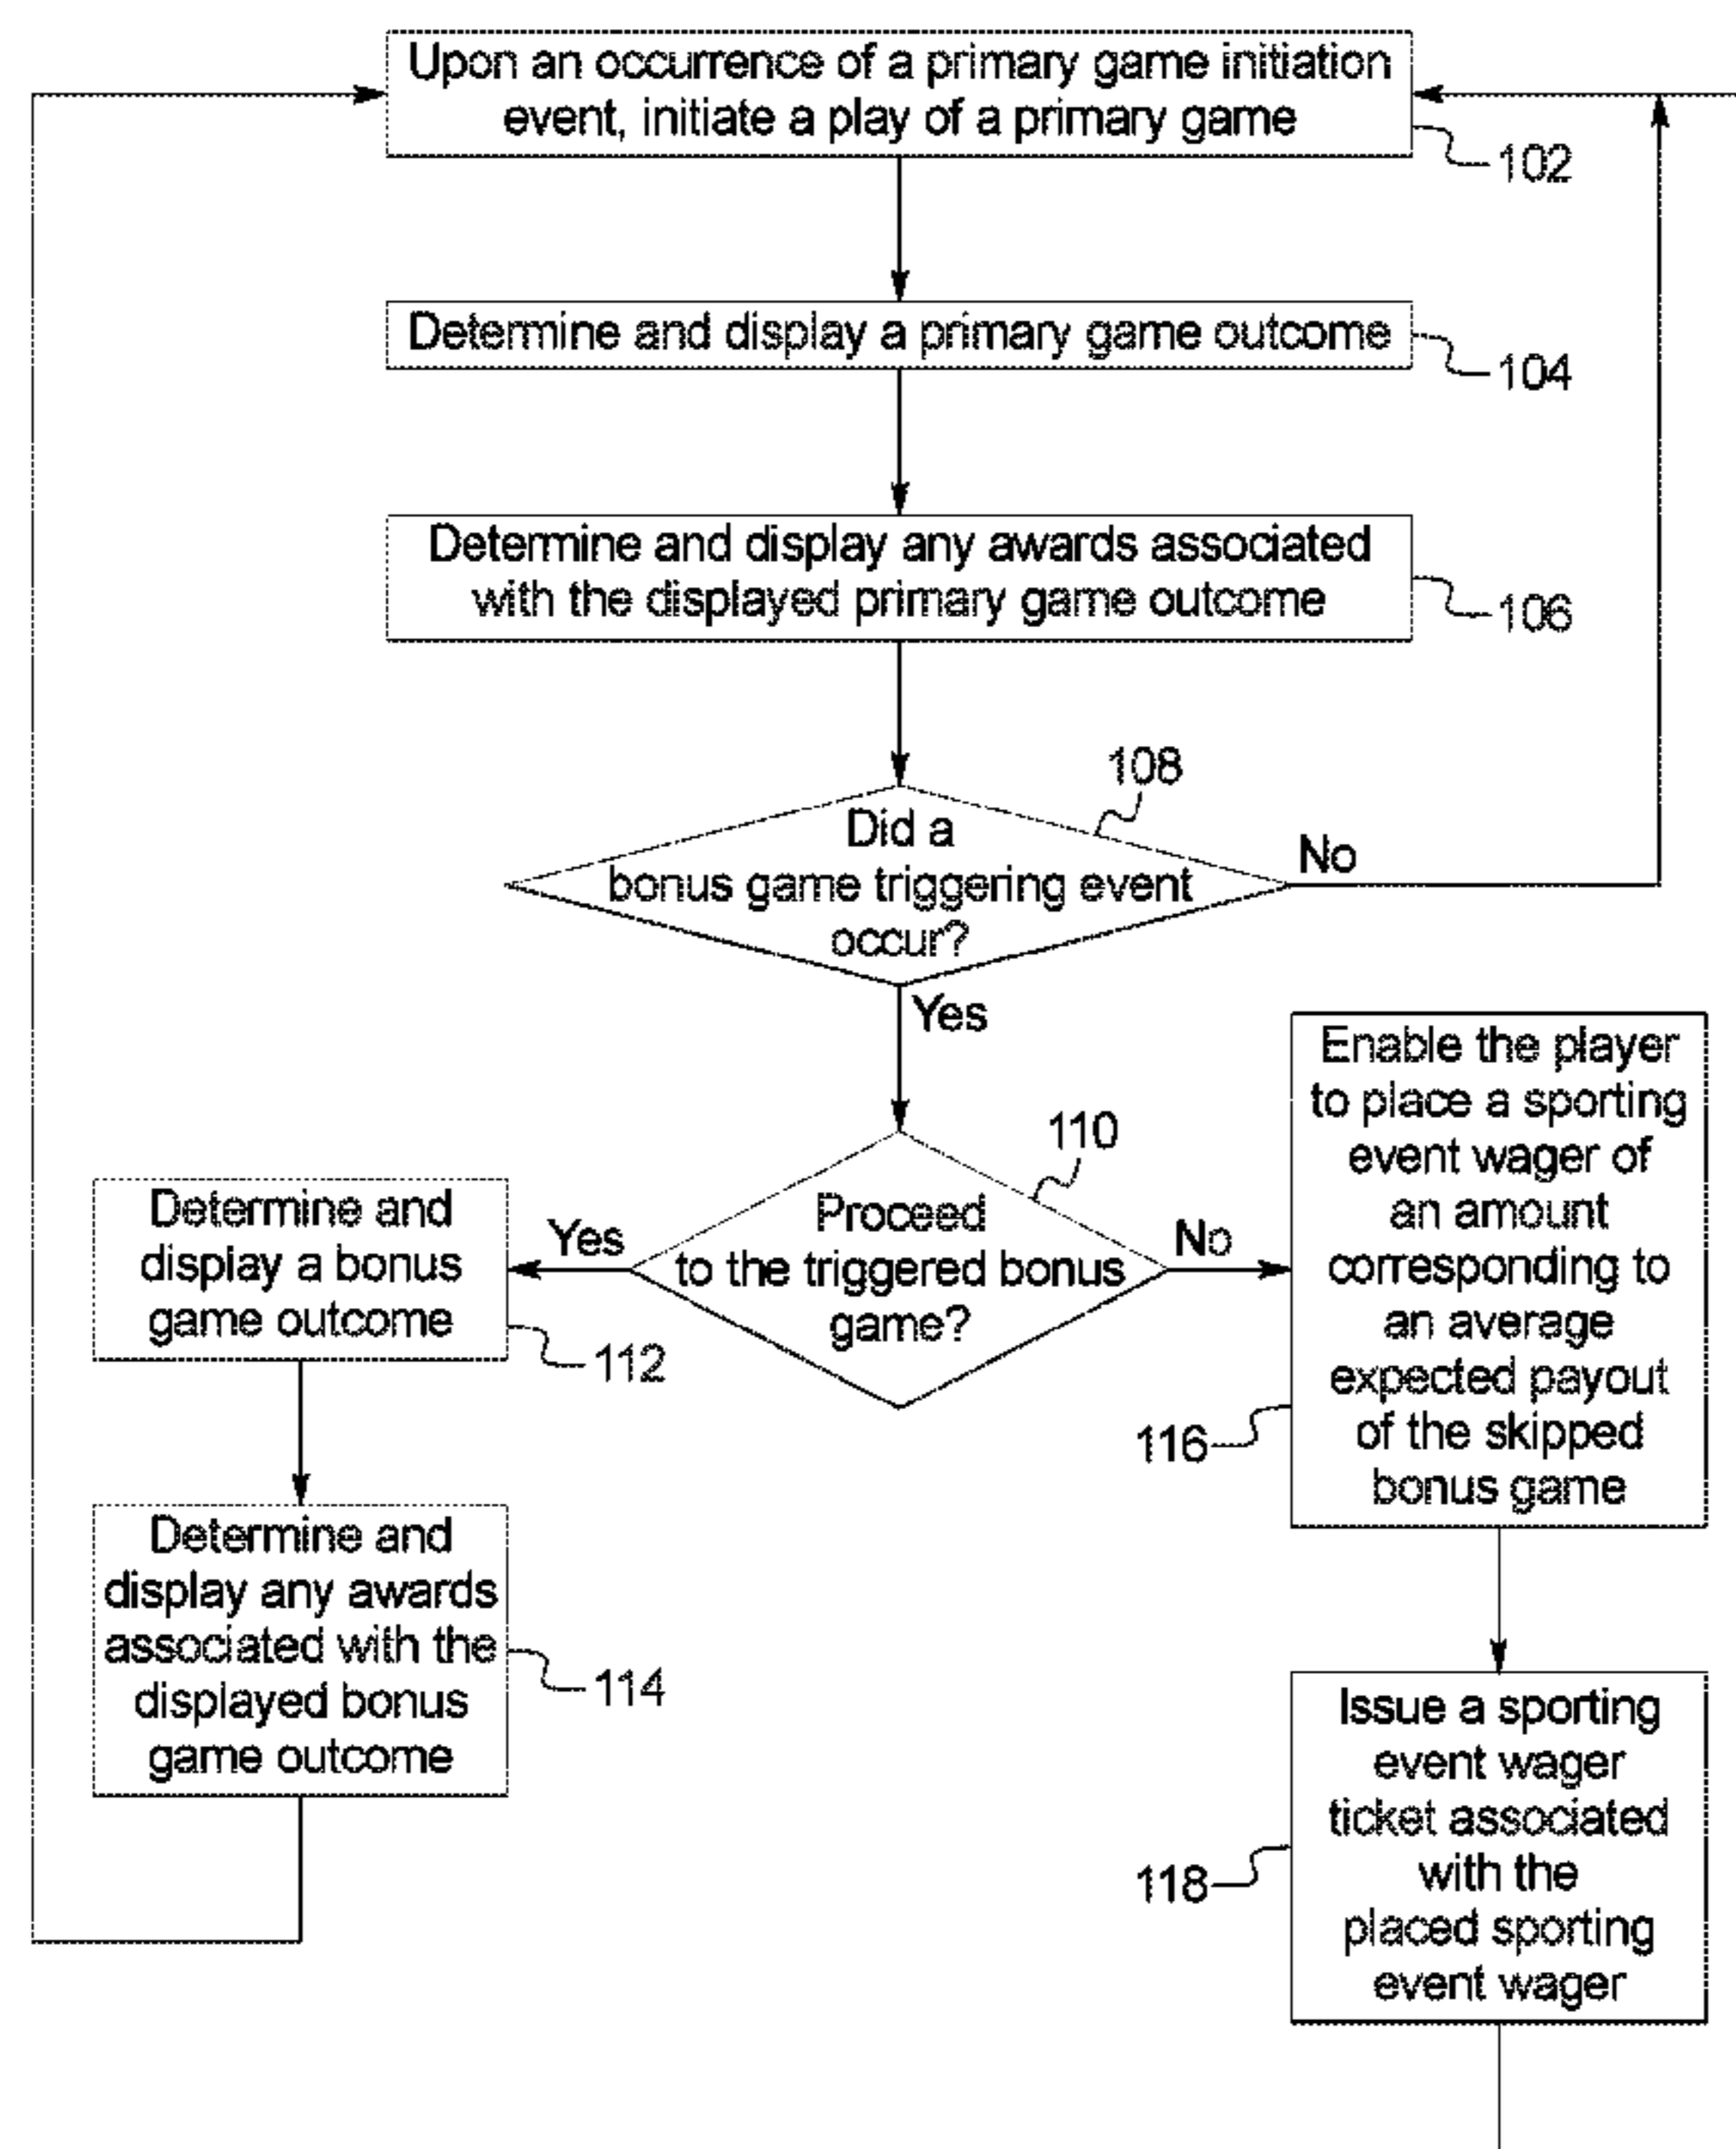 Upon an occurrence of a primary game initiation
event, initiate a play of a primary game
102
Determine and display a primary game outcome
104
Determine and display any awards associated
with the displayed primary game outcome
106
108
Did a
bonus game triggering event
occur?
No
Yes
110
Proceed
to the triggered bonus
game?
Yes
No
Determine and
display a bonus
game outcome
112
Determine and
display any awards
associated with the
displayed bonus
game outcome
114
Enable the player
to place a sporting
event wager of
an amount
corresponding to
an average
expected payout
of the skipped
bonus game
116
Issue a sporting
event wager
ticket associated
with the
placed sporting
event wager
118